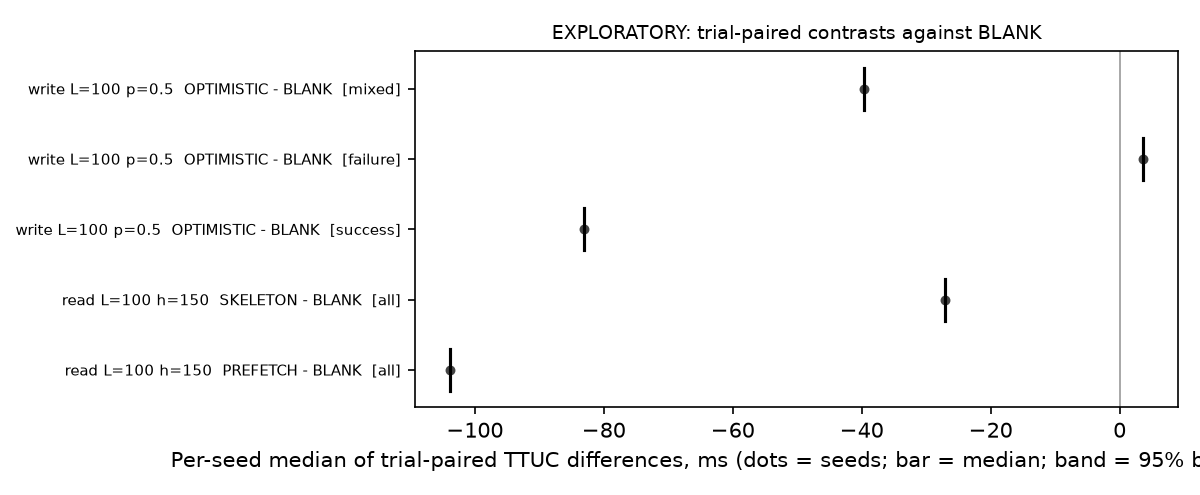 EXPLORATORY: trial-paired contrasts against BLANK
write L=100 p=0.5  OPTIMISTIC - BLANK  [mixed]
write L=100 p=0.5  OPTIMISTIC - BLANK  [failure]
write L=100 p=0.5  OPTIMISTIC - BLANK  [success]
read L=100 h=150  SKELETON - BLANK  [all]
read L=100 h=150  PREFETCH - BLANK  [all]
−100 −80 −60 −40 −20 0
Per-seed median of trial-paired TTUC differences, ms (dots = seeds; bar = median; band = 95%